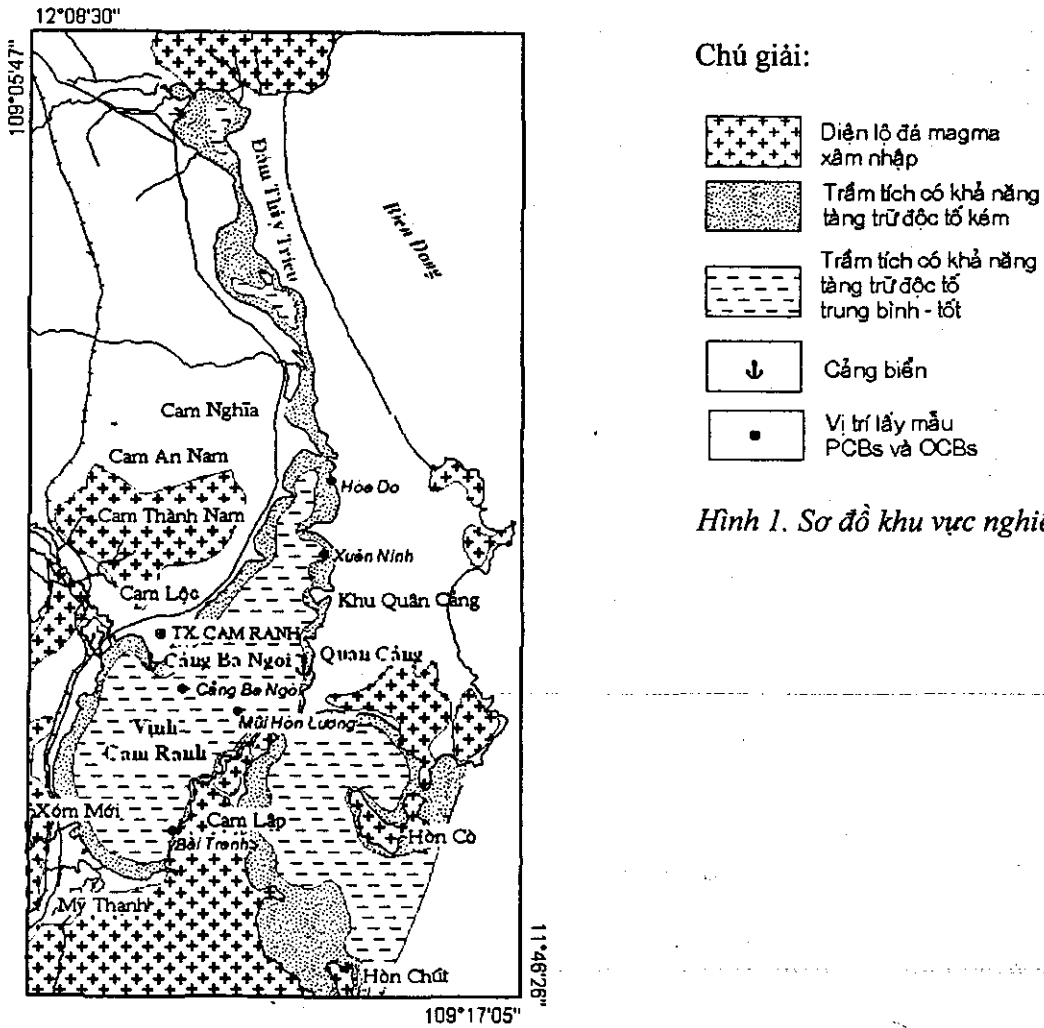 12°08'30"
109°05'47"
Đầm Thủy Triều
Biển Đông
Cam Nghĩa
Cam An Nam
Cam Thành Nam
Cam Lộc
Hòa Do
Xuân Ninh
Khu Quân Cảng
TX. CAM RANH
Cảng Ba Ngòi
Quân Cảng
Cảng Ba Ngòi
Mũi Hòn Lương
Vịnh
Cam Ranh
Xóm Mới
Cam Lập
Bãi Tranh
Hòn Cò
Mỹ Thanh
Hòn Chút
11°46'26"
109°17'05"
Chú giải:
Diện lộ đá magma
xâm nhập
Trầm tích có khả năng
tàng trữ độc tố kém
Trầm tích có khả năng
tàng trữ độc tố
trung bình - tốt
Cảng biển
Vị trí lấy mẫu
PCBs và OCBs
Hình 1. Sơ đồ khu vực